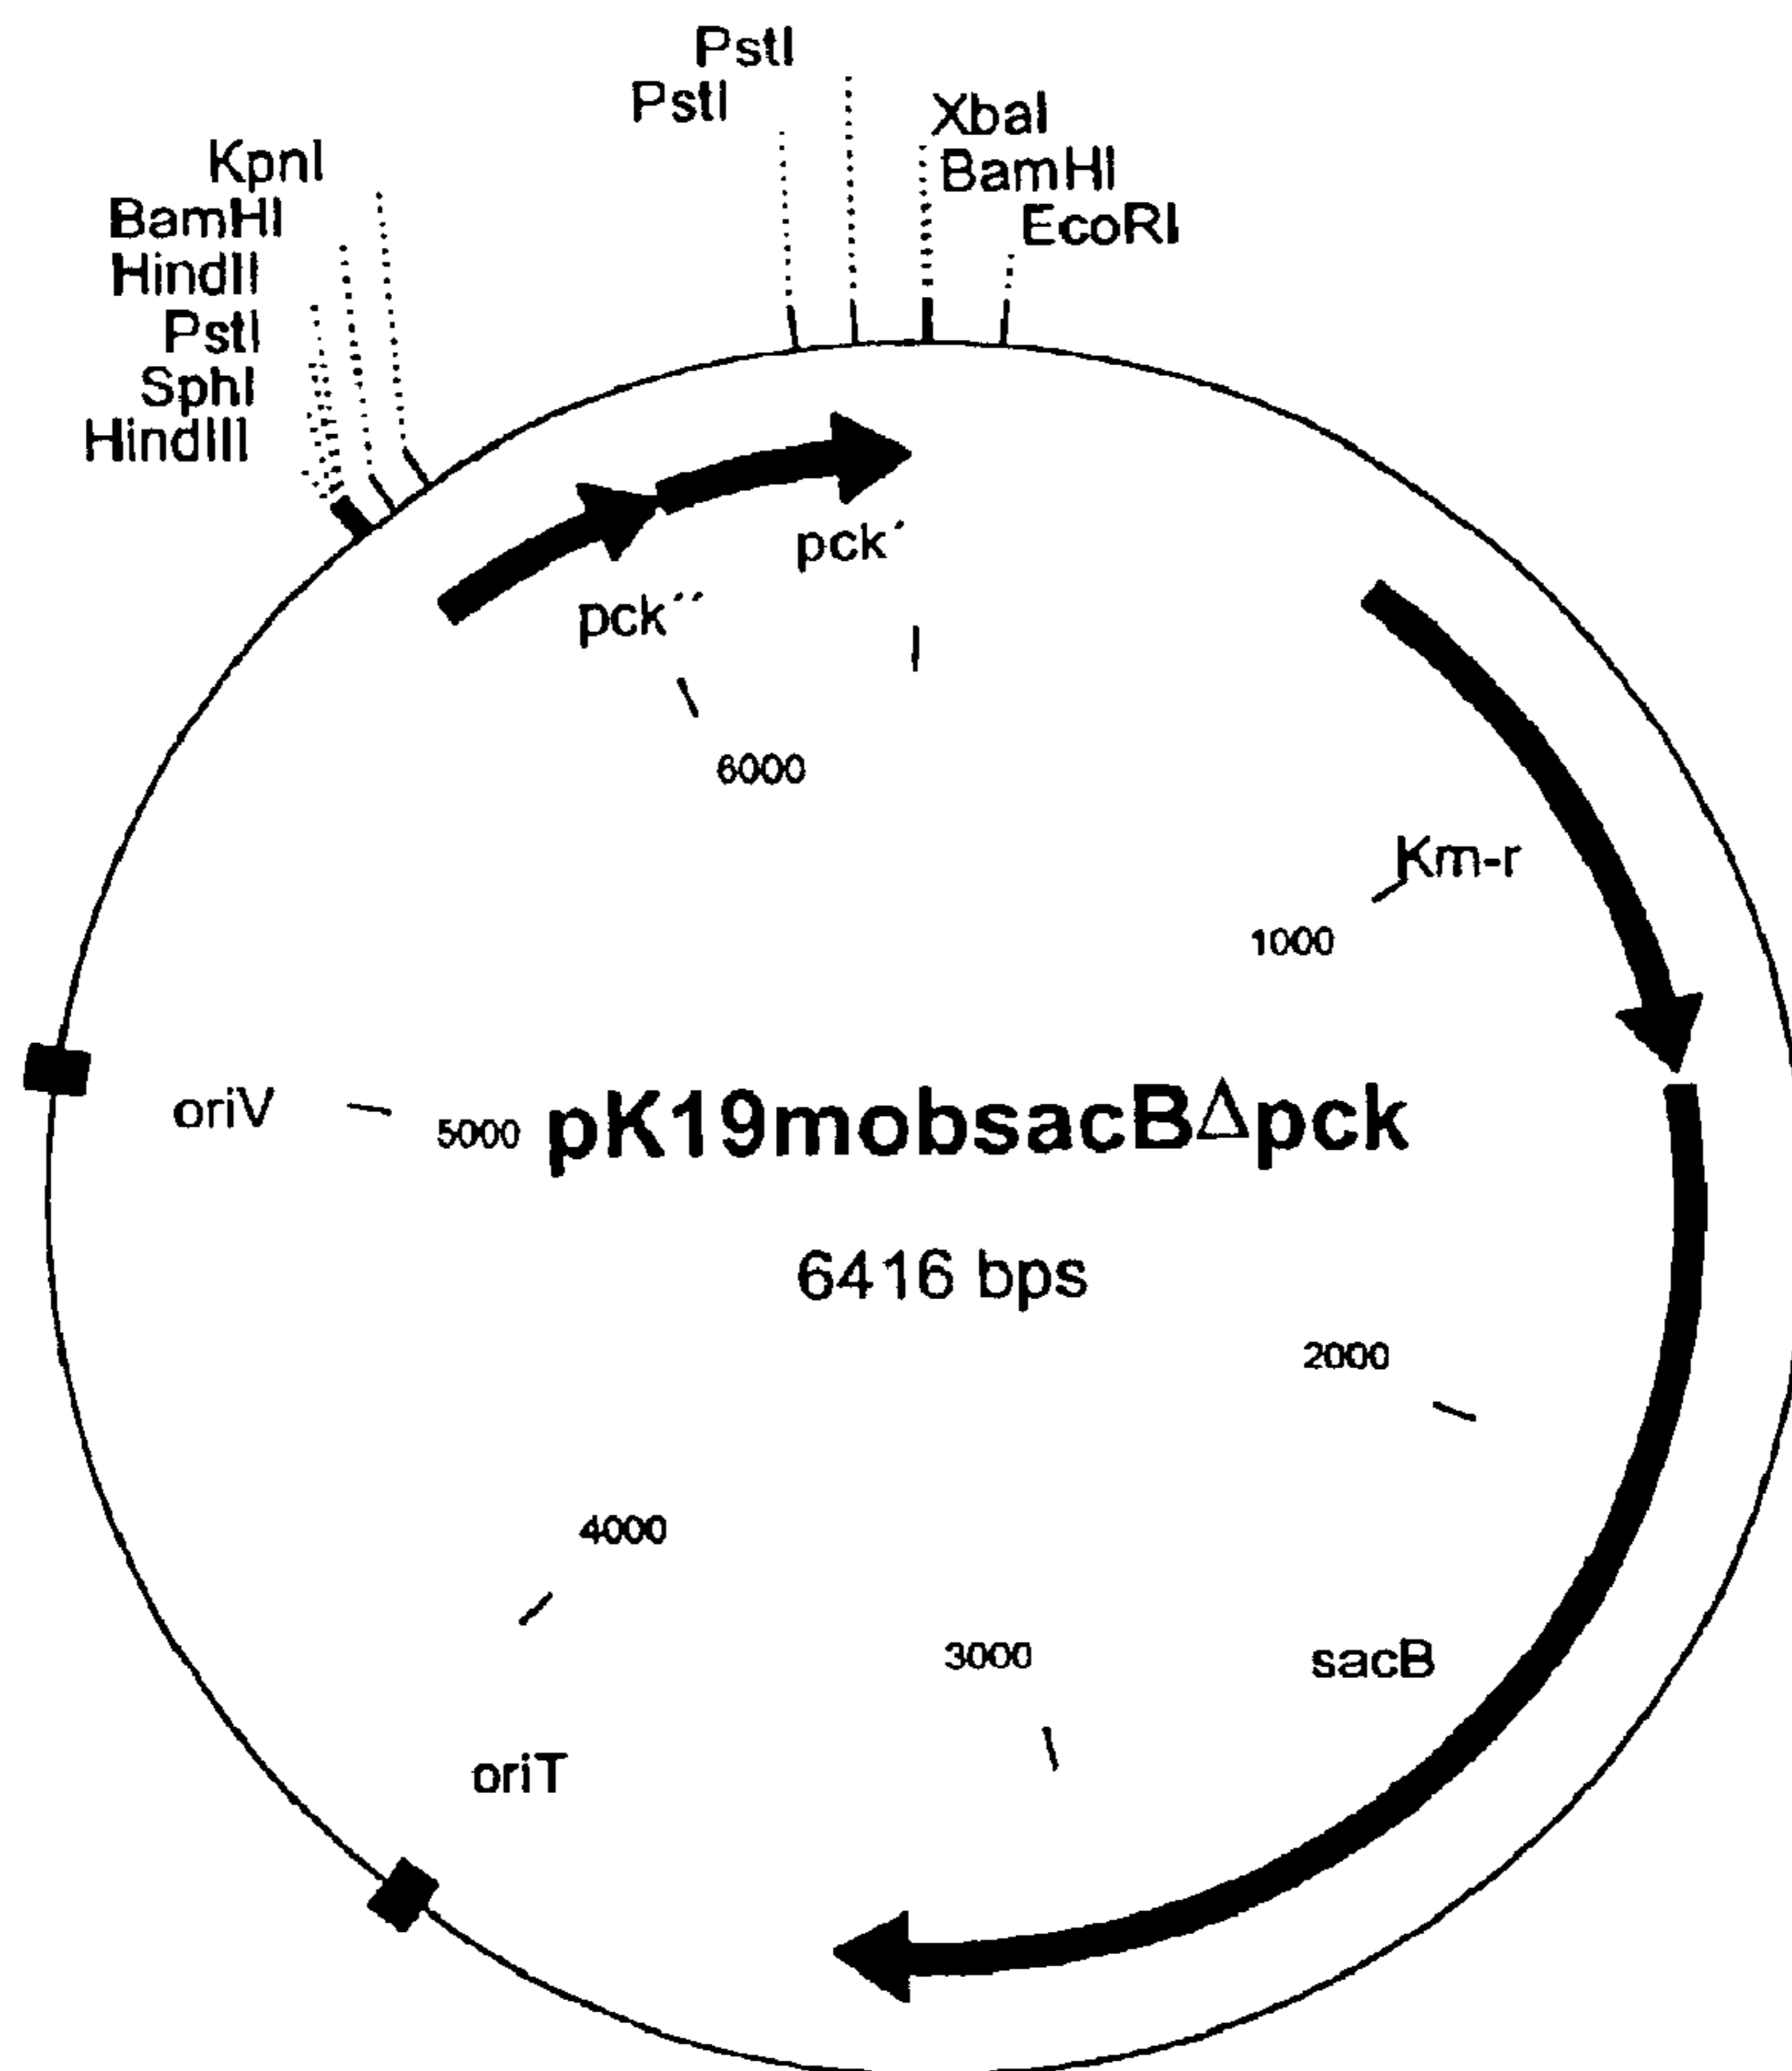 PstI
PstI
XbaI
KpnI
BamHI
BamHI
EcoRI
HindII
PstI
SphI
HindIII
pck´
pck´´
6000
Km-r
1000
oriV
5000
pK19mobsacBΔpck
6416 bps
2000
4000
3000
sacB
oriT